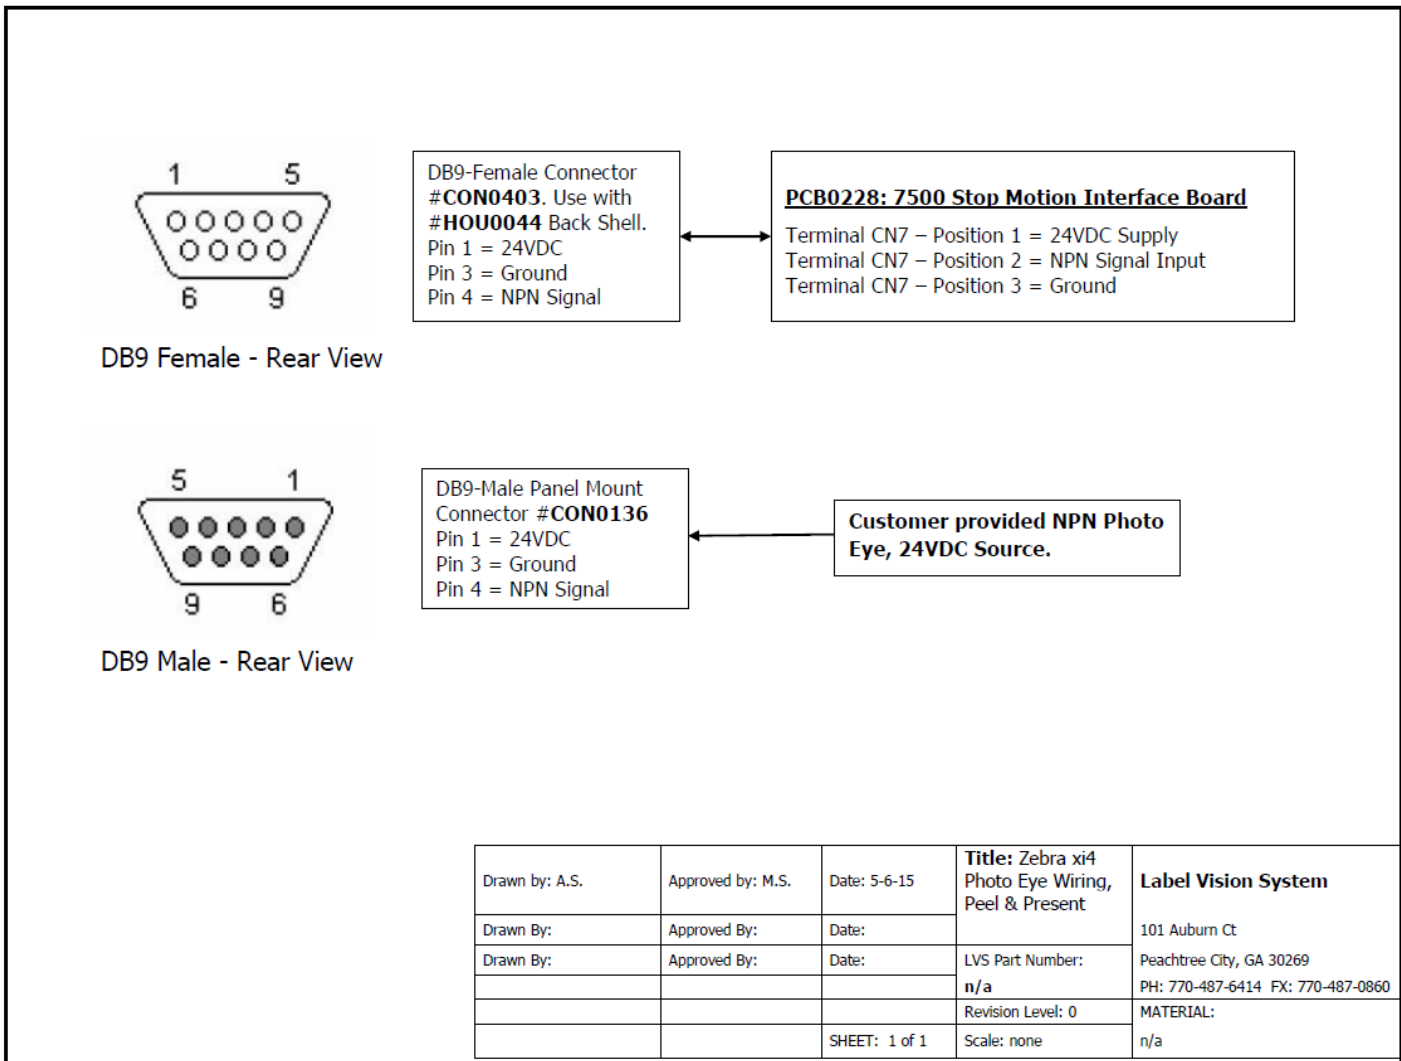 1 5
6 9
DB9 Female - Rear View
DB9-Female Connector
#CON0403. Use with
#HOU0044 Back Shell.
Pin 1 = 24VDC
Pin 3 = Ground
Pin 4 = NPN Signal
PCB0228: 7500 Stop Motion Interface Board
Terminal CN7 – Position 1 = 24VDC Supply
Terminal CN7 – Position 2 = NPN Signal Input
Terminal CN7 – Position 3 = Ground
5 1
9 6
DB9 Male - Rear View
DB9-Male Panel Mount
Connector #CON0136
Pin 1 = 24VDC
Pin 3 = Ground
Pin 4 = NPN Signal
Customer provided NPN Photo
Eye, 24VDC Source.
Drawn by: A.S.
Approved by: M.S.
Date: 5-6-15
Title: Zebra xi4
Photo Eye Wiring,
Peel & Present
Label Vision System
Drawn By:
Approved By:
Date:
101 Auburn Ct
Drawn By:
Approved By:
Date:
LVS Part Number:
n/a
Peachtree City, GA 30269
PH: 770-487-6414 FX: 770-487-0860
Revision Level: 0
MATERIAL:
SHEET: 1 of 1
Scale: none
n/a